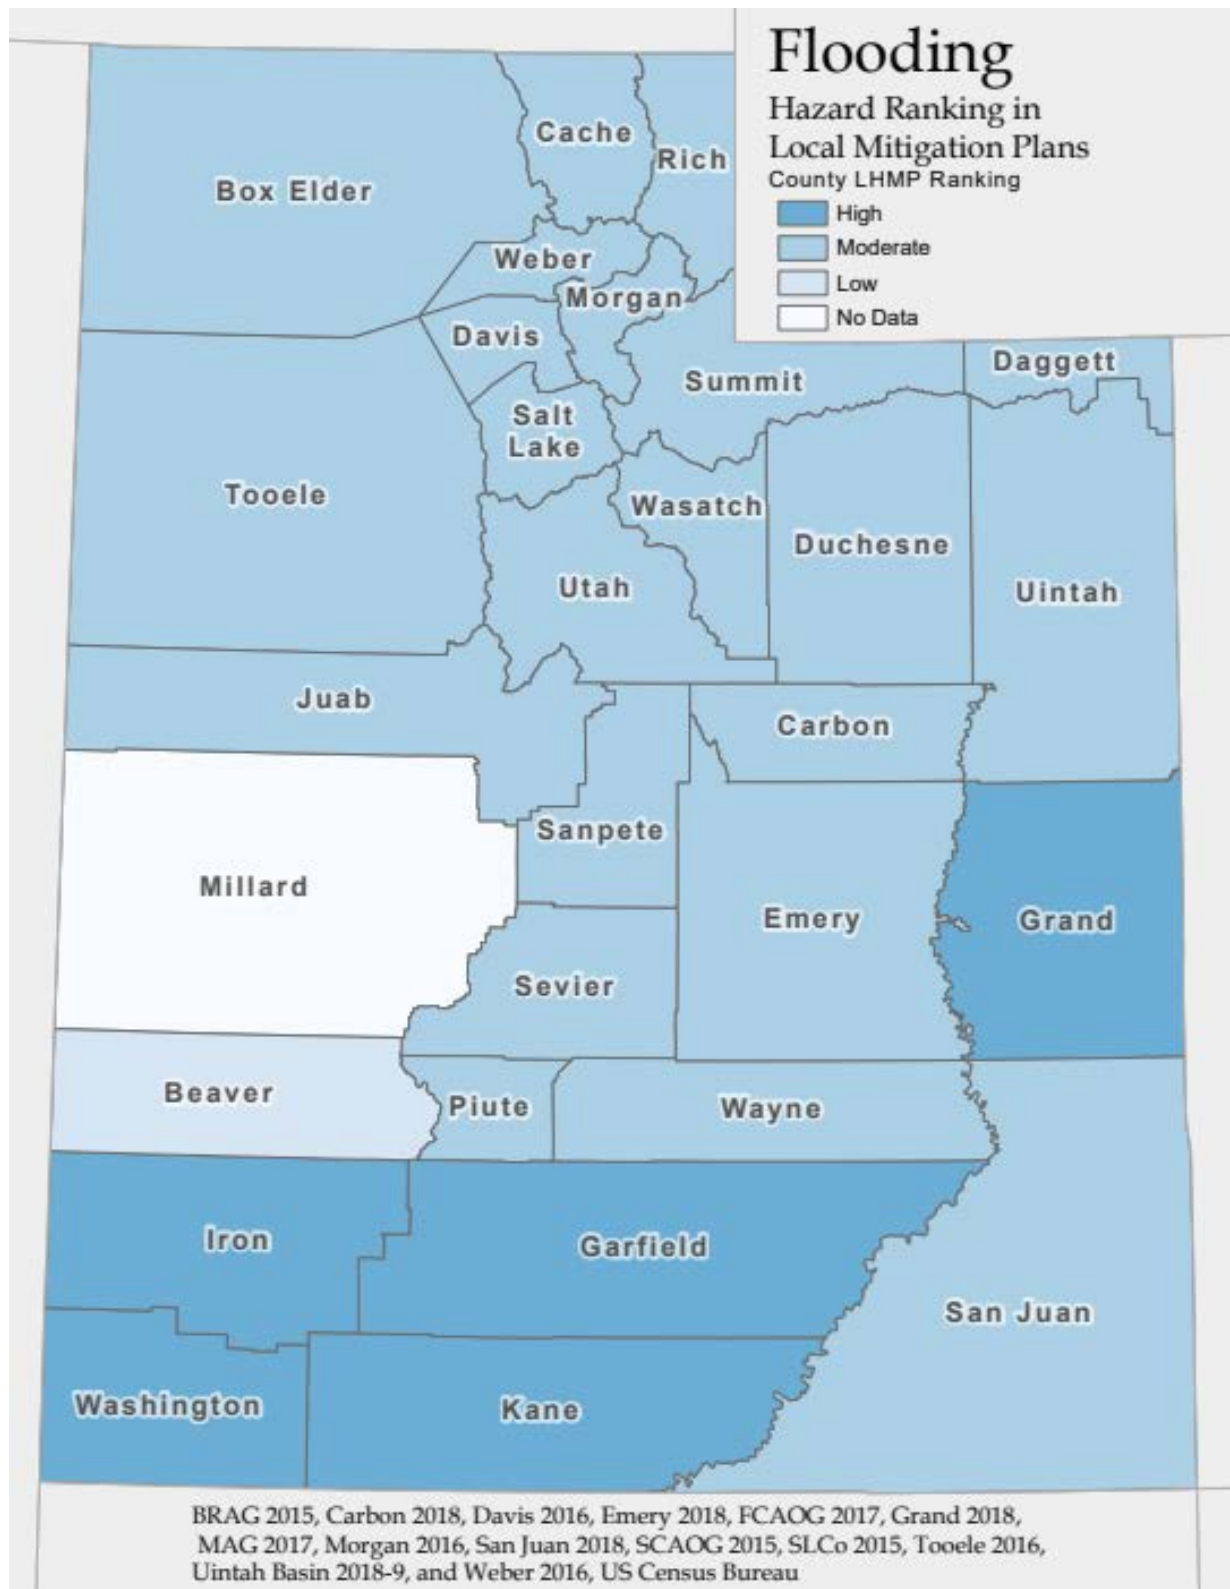 Flooding
Hazard Ranking in
Local Mitigation Plans
County LHMP Ranking
High
Moderate
Low
No Data
Cache
Rich
Box Elder
Weber
Morgan
Davis
Daggett
Summit
Salt
Lake
Tooele
Wasatch
Duchesne
Utah
Uintah
Juab
Carbon
Sanpete
Millard
Emery
Grand
Sevier
Beaver
Piute
Wayne
Iron
Garfield
San Juan
Washington
Kane
BRAG 2015, Carbon 2018, Davis 2016, Emery 2018, FCAOG 2017, Grand 2018,
MAG 2017, Morgan 2016, San Juan 2018, SCAOG 2015, SLCo 2015, Tooele 2016,
Uintah Basin 2018-9, and Weber 2016, US Census Bureau